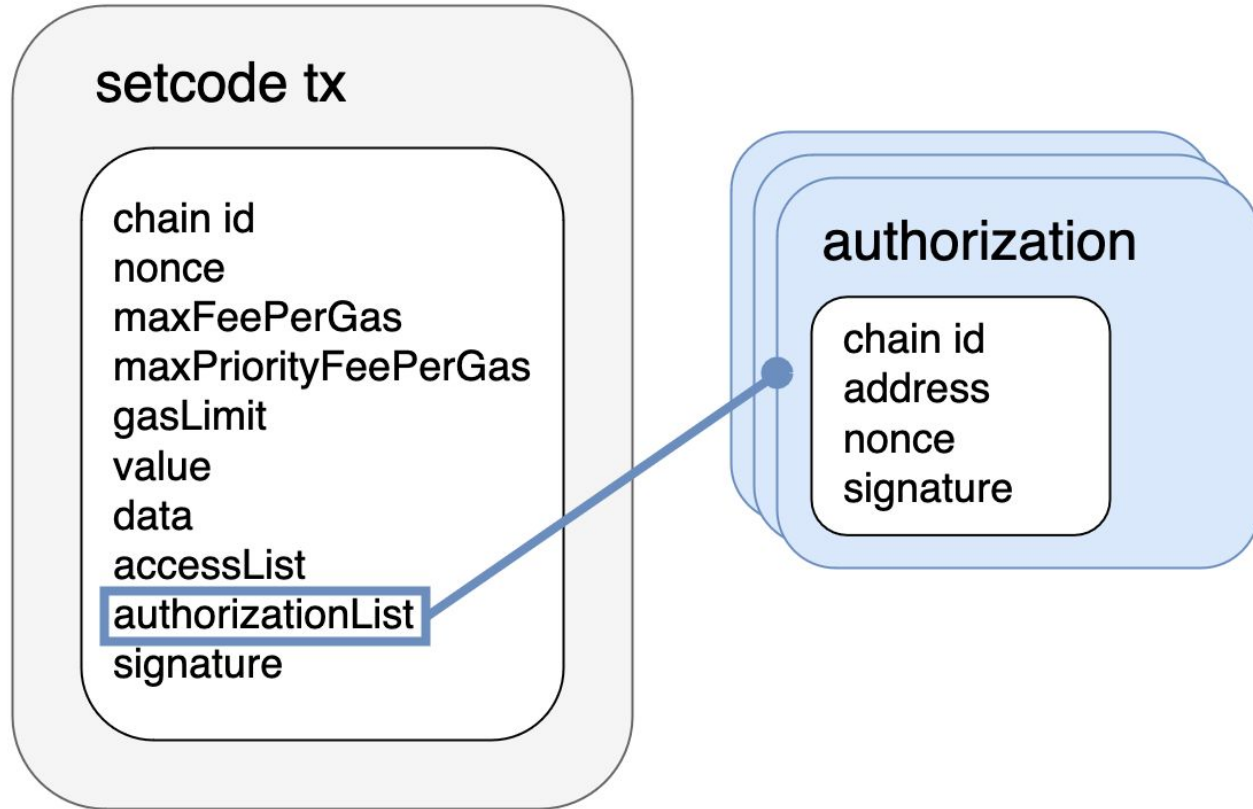 setcode tx
chain id
nonce
maxFeePerGas
maxPriorityFeePerGas
gasLimit
value
data
accessList
authorizationList
signature
authorization
chain id
address
nonce
signature